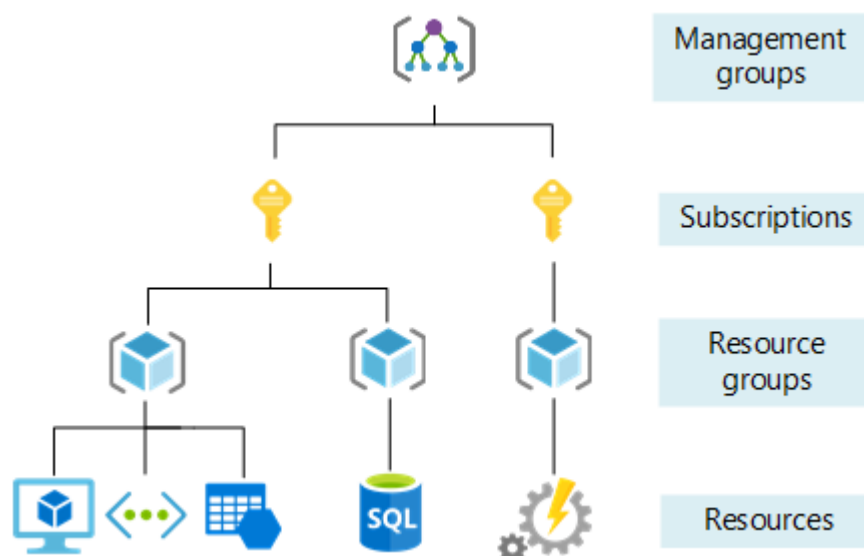 Management
groups
Subscriptions
Resource
groups
SQL
Resources